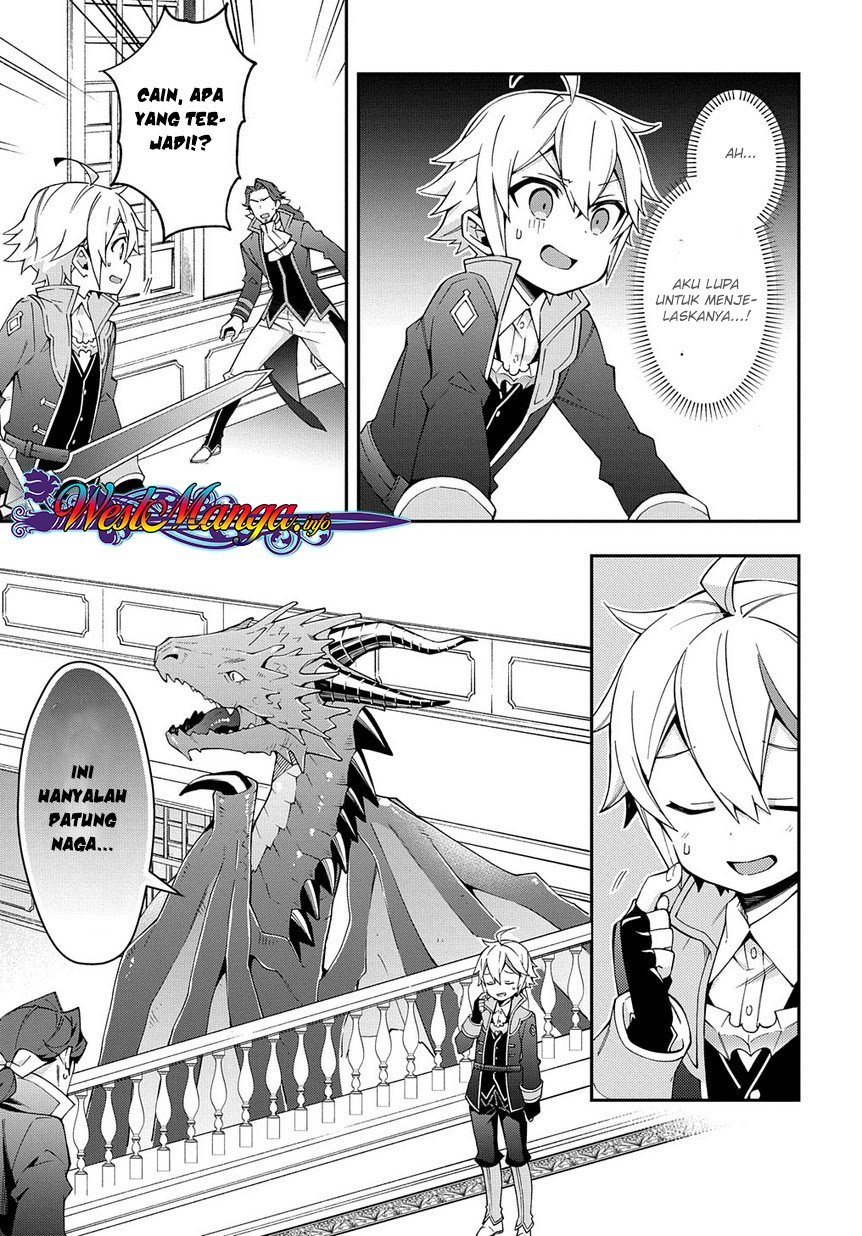 AH...
AKU LUPA
UNTUK MENJE-
LASKANYA...!
CAIN, APA
YANG TER-
JADI!?
WestManga.info
INI
HANYALAH
PATUNG
NAGA...